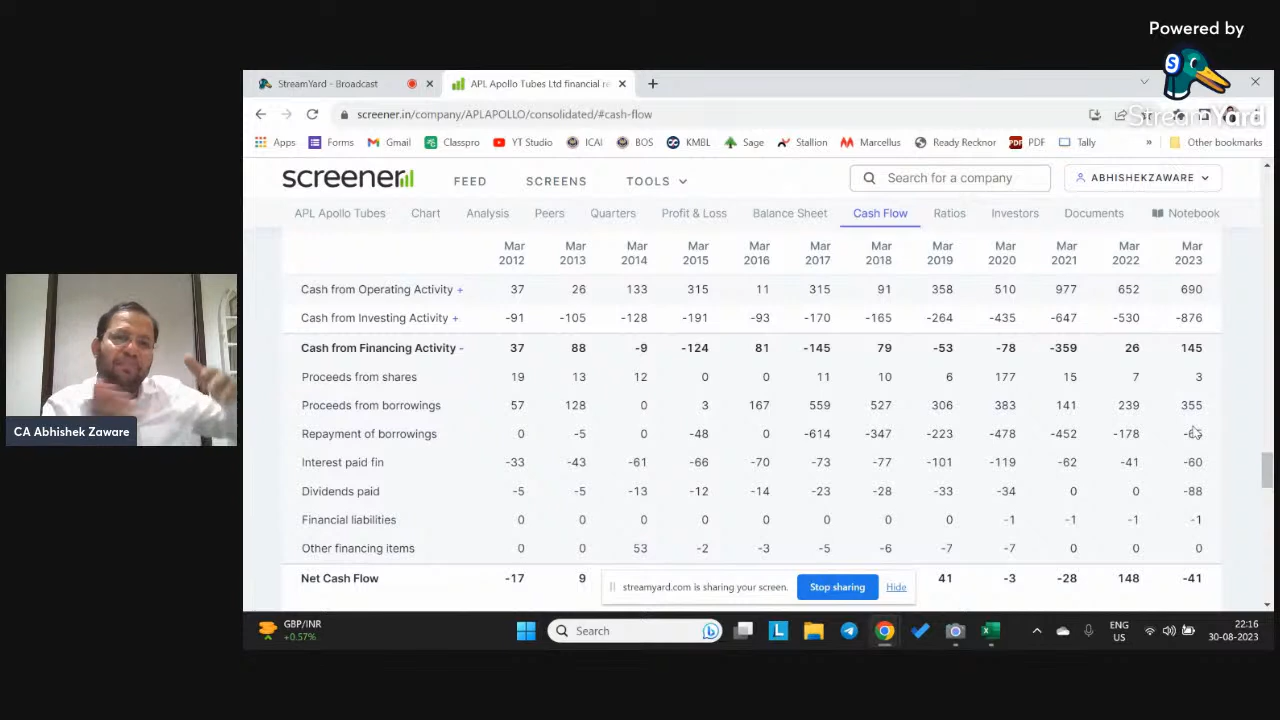 Powered by
StreamYard
StreamYard - Broadcast
APL Apollo Tubes Ltd financial re
screener.in/company/APLAPOLLO/consolidated/#cash-flow
Apps Forms Gmail Classpro YT Studio ICAI BOS KMBL Sage Stallion Marcellus Ready Recknor PDF Tally » Other bookmarks
screener FEED SCREENS TOOLS Search for a company ABHISHEKZAWARE
APL Apollo Tubes Chart Analysis Peers Quarters Profit & Loss Balance Sheet Cash Flow Ratios Investors Documents Notebook
Mar 2012 Mar 2013 Mar 2014 Mar 2015 Mar 2016 Mar 2017 Mar 2018 Mar 2019 Mar 2020 Mar 2021 Mar 2022 Mar 2023
Cash from Operating Activity + 37 26 133 315 11 315 91 358 510 977 652 690
Cash from Investing Activity + -91 -105 -128 -191 -93 -170 -165 -264 -435 -647 -530 -876
Cash from Financing Activity - 37 88 -9 -124 81 -145 79 -53 -78 -359 26 145
Proceeds from shares 19 13 12 0 0 11 10 6 177 15 7 3
Proceeds from borrowings 57 128 0 3 167 559 527 306 383 141 239 355
Repayment of borrowings 0 -5 0 -48 0 -614 -347 -223 -478 -452 -178
Interest paid fin -33 -43 -61 -66 -70 -73 -77 -101 -119 -62 -41 -60
Dividends paid -5 -5 -13 -12 -14 -23 -28 -33 -34 0 0 -88
Financial liabilities 0 0 0 0 0 0 0 0 -1 -1 -1 -1
Other financing items 0 0 53 -2 -3 -5 -6 -7 -7 0 0 0
Net Cash Flow -17 9 41 -3 -28 148 -41
streamyard.com is sharing your screen. Stop sharing Hide
CA Abhishek Zaware
GBP/INR
+0.57%
Search
ENG
US
22:16
30-08-2023